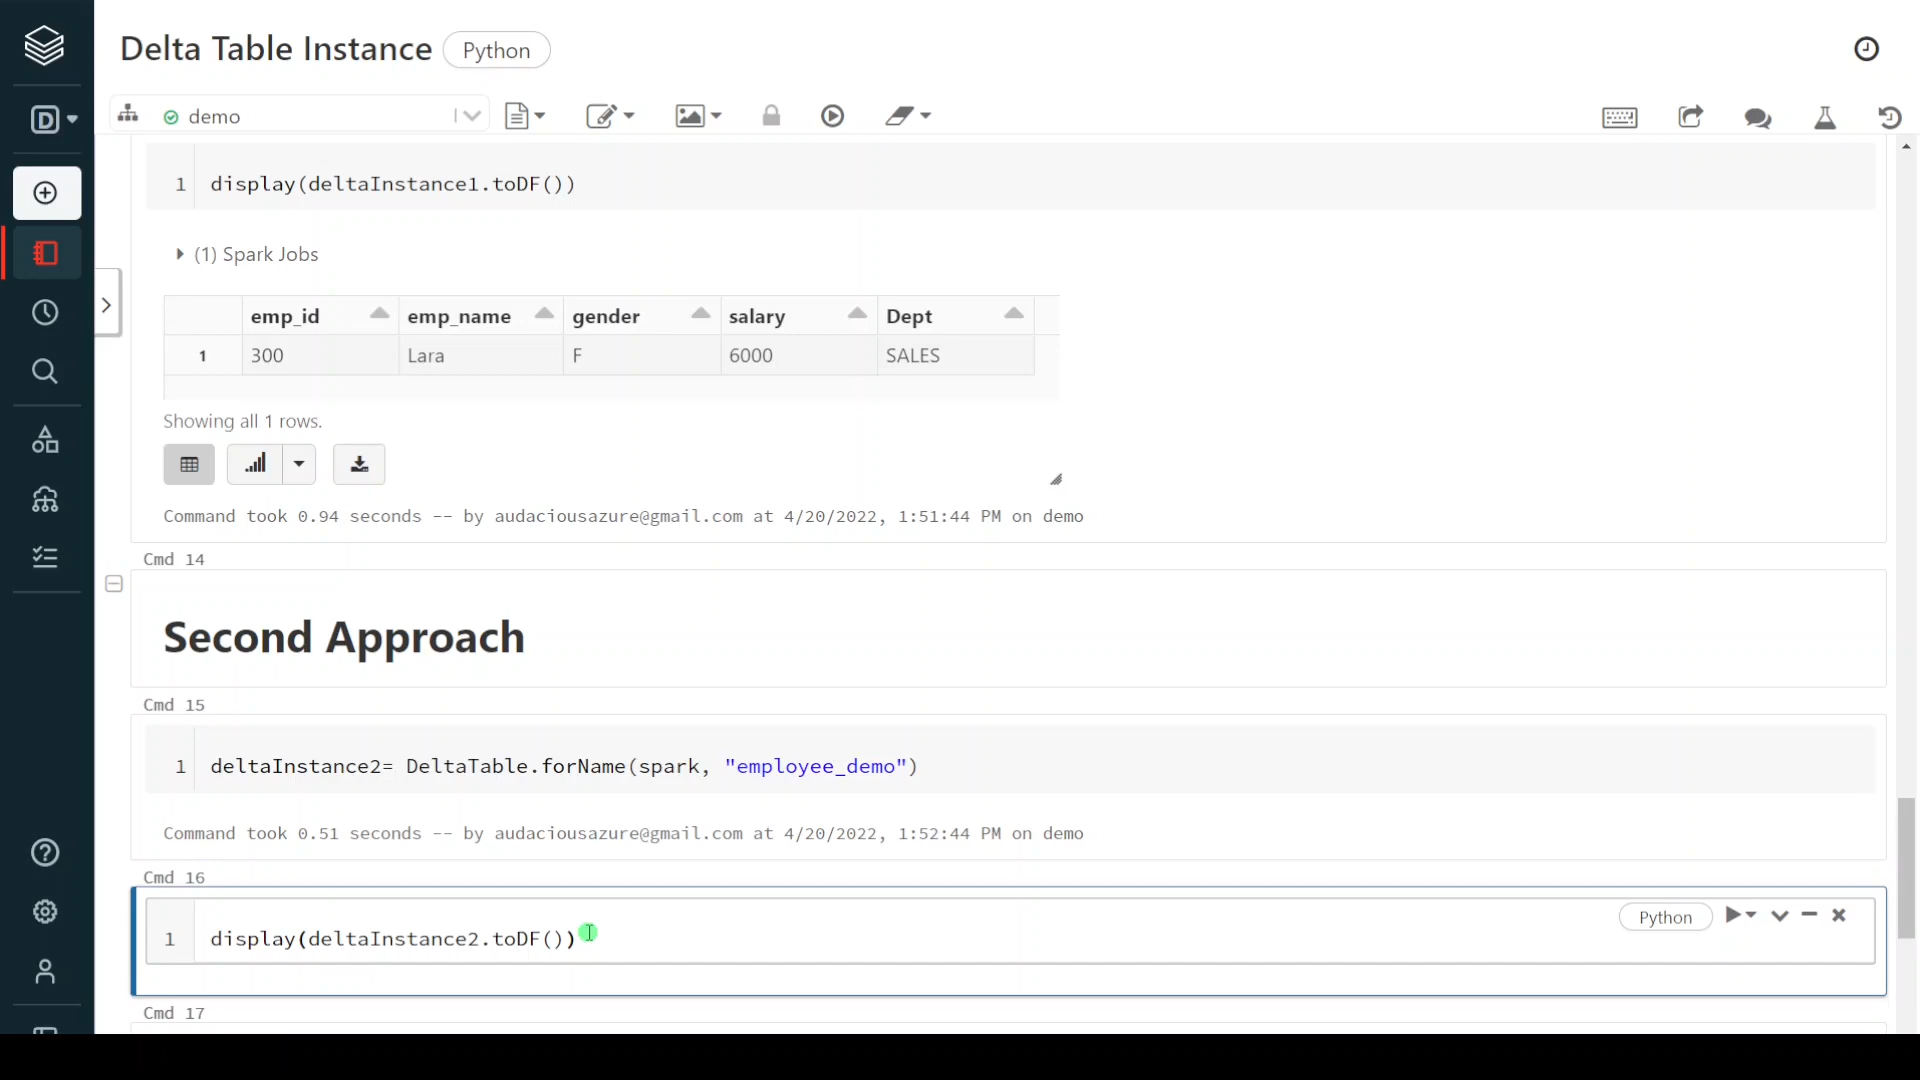 Delta Table Instance Python
D
demo
1 display(deltaInstance1.toDF())
(1) Spark Jobs
emp_id emp_name gender salary Dept
1 300 Lara F 6000 SALES
Showing all 1 rows.
Command took 0.94 seconds -- by audaciousazure@gmail.com at 4/20/2022, 1:51:44 PM on demo
Cmd 14
Second Approach
Cmd 15
1 deltaInstance2= DeltaTable.forName(spark, "employee_demo")
Command took 0.51 seconds -- by audaciousazure@gmail.com at 4/20/2022, 1:52:44 PM on demo
Cmd 16
Python
1 display(deltaInstance2.toDF())
Cmd 17